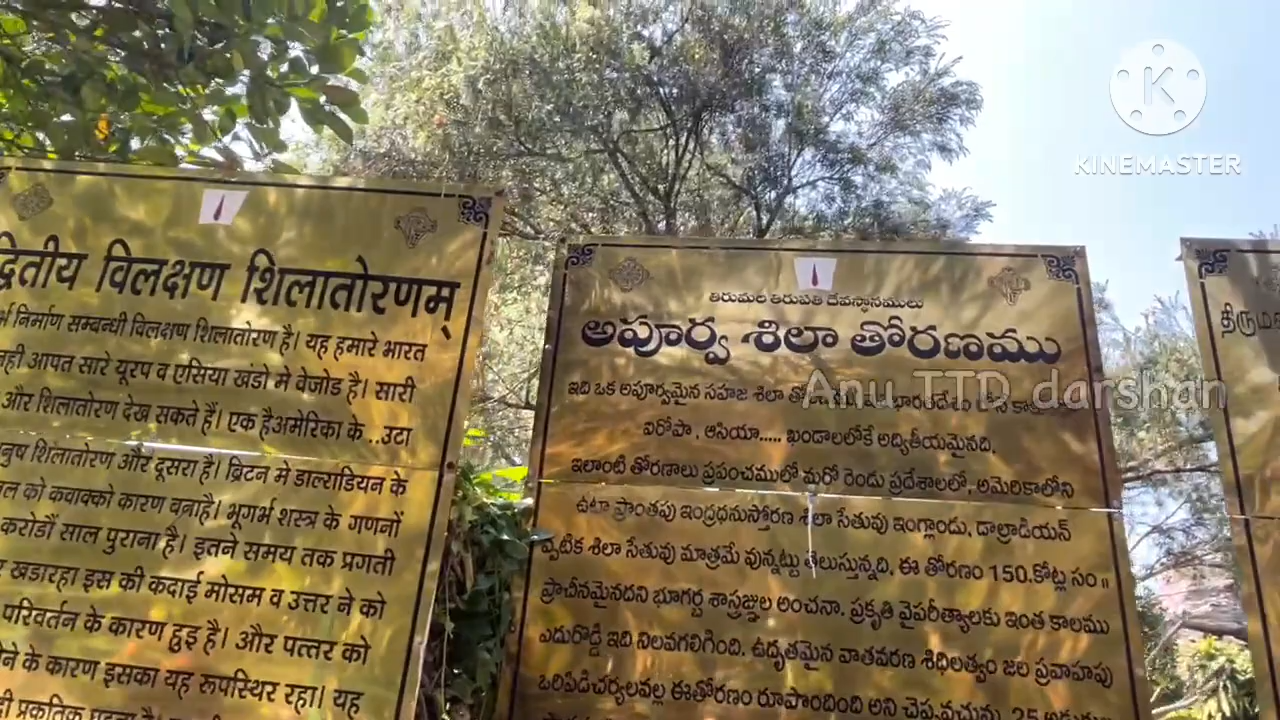 द्वितीय विलक्षण शिलातोरणम्
निर्माण सम्बन्धी विलक्षण शिलातोरण है। यह हमारे भारत
नही आपत सारे यूरप व एसिया खंडो मे वेजोड है। सारी
और शिलातोरण देख सकते हैं। एक हैअमेरिका के ..उटा
शिलातोरण और दूसरा है। ब्रिटन मे डाल्राडियन के
को कवाक्को कारण बनाहै। भूगर्भ शस्त्र के गणनों
करोडौं साल पुराना है। इतने समय तक प्रगती
खडारहा इस की कदाई मोसम व उत्तर ने को
परिवर्तन के कारण हुइ है। और पत्तर को
के कारण इसका यह रूपस्थिर रहा। यह
प्रकतिक
తిరుమల తిరుపతి దేవస్థానములు
అపూర్వ శిలా తోరణము
ఇది ఒక అపూర్వమైన సహజ శిలా
ఐరోపా , ఆసియా..... ఖండాలలోకే అద్వితీయమైనది.
ఇలాంటి తోరణాలు ప్రపంచములో మరో రెండు ప్రదేశాలలో, అమెరికాలోని
ఉటా ప్రాంతపు ఇంద్రధనుస్తోరణ శిలా సేతువు ఇంగ్లాండు, డాల్రాడియన్
స్పటిక శిలా సేతువు మాత్రమే వున్నట్టు తెలుస్తున్నది. ఈ తోరణం 150.కోట్ల సం॥
ప్రాచీనమైనదని భూగర్భ శాస్త్రజ్ఞుల అంచనా. ప్రకృతి వైపరీత్యాలకు ఇంత కాలము
ఎదురొడ్డి ఇది నిలవగలిగింది. ఉదృతమైన వాతవరణ శిధిలత్వం జల ప్రవాహపు
ఒరిపిడిచర్యలవల్ల ఈతోరణం రూపొందింది అని చెప్పవచ్చును. 25
KINEMASTER
Anu TTD darshan